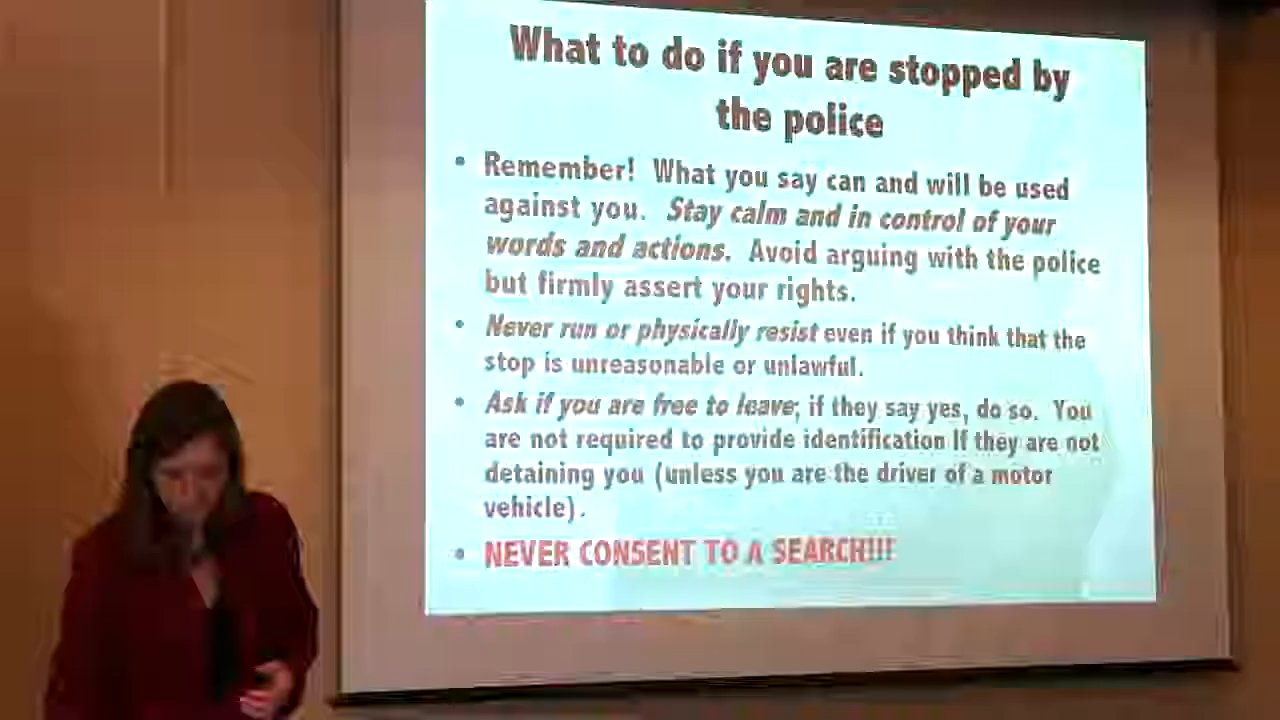 What to do if you are stopped by
the police
• Remember! What you say can and will be used
against you. Stay calm and in control of your
words and actions. Avoid arguing with the police
but firmly assert your rights.
• Never run or physically resist even if you think that the
stop is unreasonable or unlawful.
• Ask if you are free to leave; if they say yes, do so. You
are not required to provide identification If they are not
detaining you (unless you are the driver of a motor
vehicle).
• NEVER CONSENT TO A SEARCH!!!